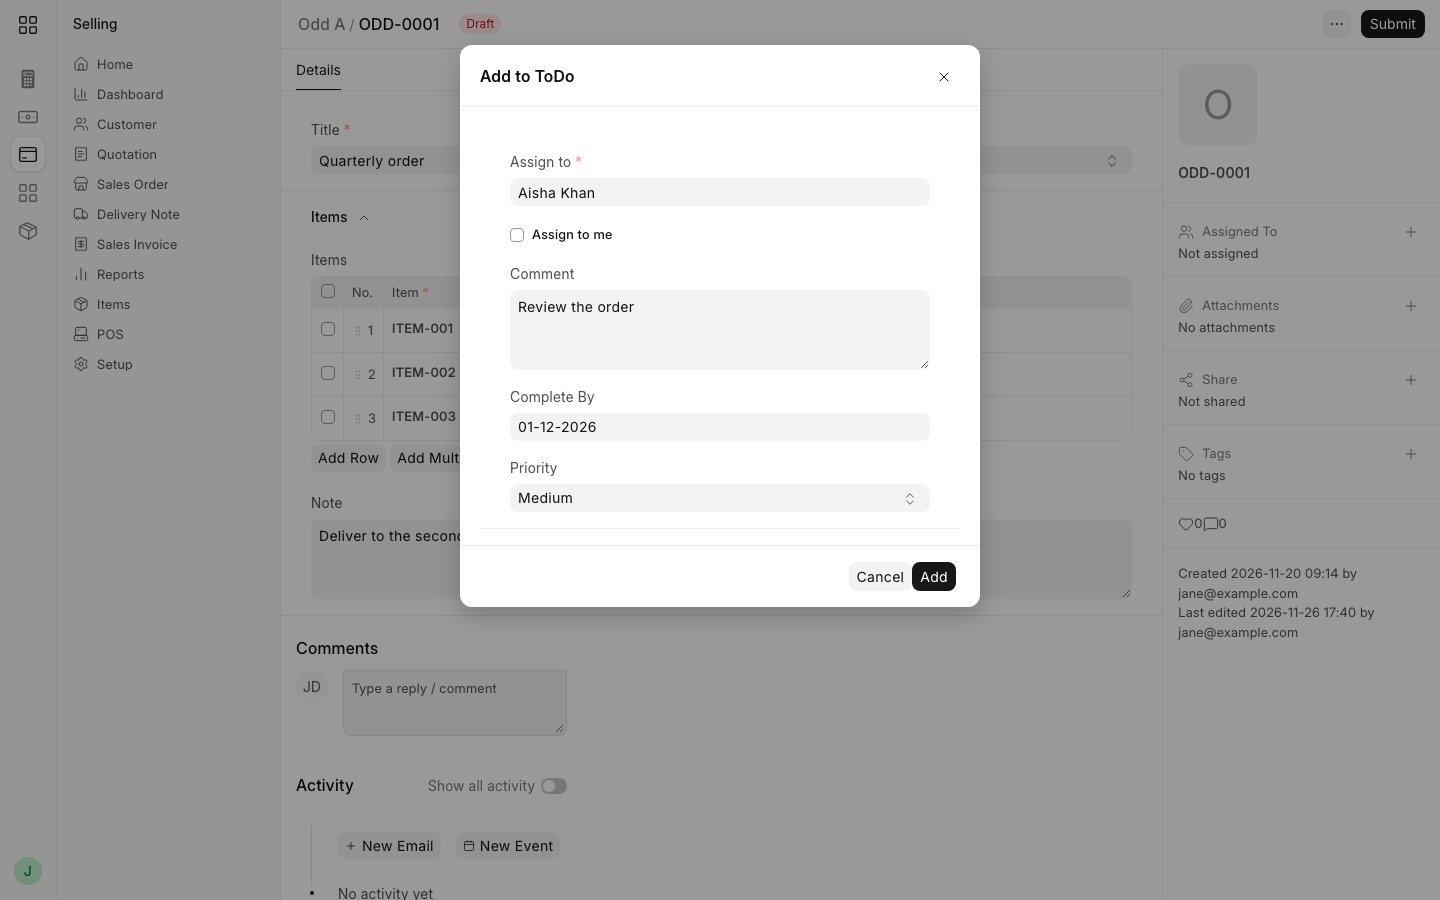 Selling
Home
Dashboard
Customer
Quotation
Sales Order
Delivery Note
Sales Invoice
Reports
Items
POS
Setup
J
Odd A / ODD-0001 Draft
... Submit
Details
Title *
Quarterly order
Items
Items
No. Item *
1 ITEM-001
2 ITEM-002
3 ITEM-003
Add Row Add Mult
Note
Deliver to the second
Add to ToDo
Assign to *
Aisha Khan
Assign to me
Comment
Review the order
Complete By
01-12-2026
Priority
Medium
Cancel Add
Comments
JD
Type a reply / comment
Activity Show all activity
New Email New Event
No activity yet
O
ODD-0001
Assigned To
Not assigned
Attachments
No attachments
Share
Not shared
Tags
No tags
0 0
Created 2026-11-20 09:14 by
jane@example.com
Last edited 2026-11-26 17:40 by
jane@example.com